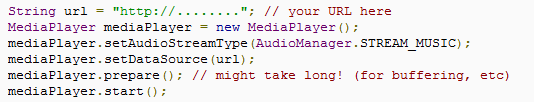 String url = "http://........"; // your URL here
MediaPlayer mediaPlayer = new MediaPlayer();
mediaPlayer.setAudioStreamType(AudioManager.STREAM_MUSIC);
mediaPlayer.setDataSource(url);
mediaPlayer.prepare(); // might take long! (for buffering, etc)
mediaPlayer.start();